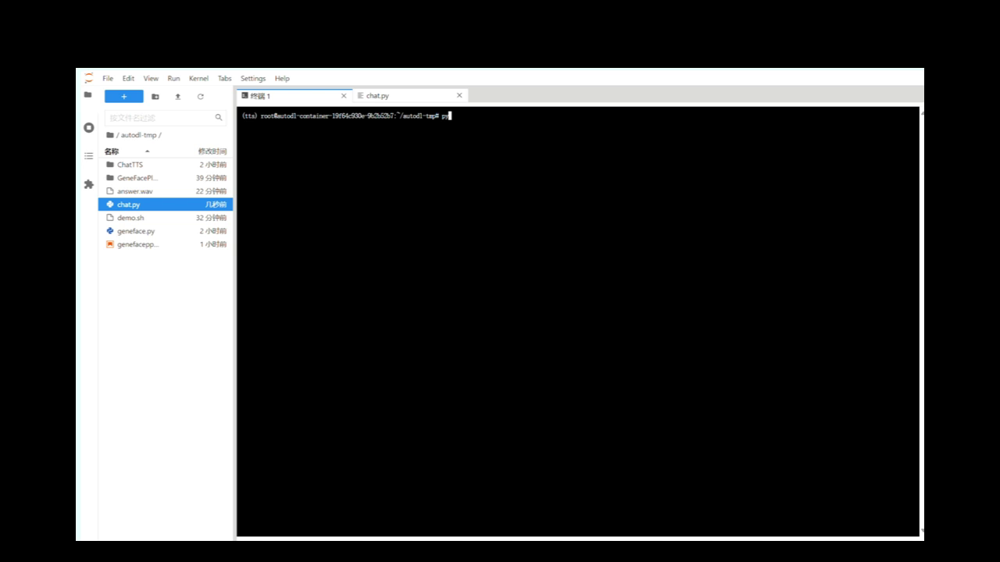 File Edit View Run Kernel Tabs Settings Help
终端 1
chat.py
按文件名过滤
/ autodl-tmp /
名称 修改时间
ChatTTS 2 小时前
GeneFacePl... 39 分钟前
answer.wav 22 分钟前
chat.py 几秒前
demo.sh 32 分钟前
geneface.py 2 小时前
genefacepp... 1 小时前
(tts) root@autodl-container-19f64c930e-9b2b52b7:~/autodl-tmp# py